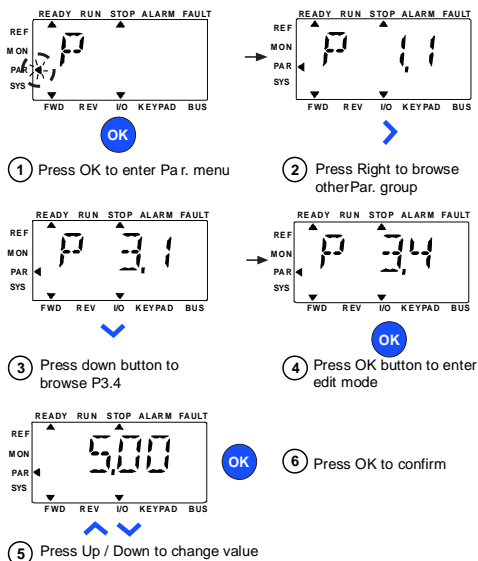 READY RUN STOP ALARM FAULT
REF
MON
PAR
SYS
P
FWD REV I/O KEYPAD BUS
OK
1 Press OK to enter Par. menu
READY RUN STOP ALARM FAULT
REF
MON
PAR
SYS
P 1,1
FWD REV I/O KEYPAD BUS
2 Press Right to browse
otherPar. group
READY RUN STOP ALARM FAULT
REF
MON
PAR
SYS
P 3,1
FWD REV I/O KEYPAD BUS
3 Press down button to
browse P3.4
READY RUN STOP ALARM FAULT
REF
MON
PAR
SYS
P 3,4
FWD REV I/O KEYPAD BUS
OK
4 Press OK button to enter
edit mode
READY RUN STOP ALARM FAULT
REF
MON
PAR
SYS
5,00
FWD REV I/O KEYPAD BUS
OK
6 Press OK to confirm
5 Press Up / Down to change value